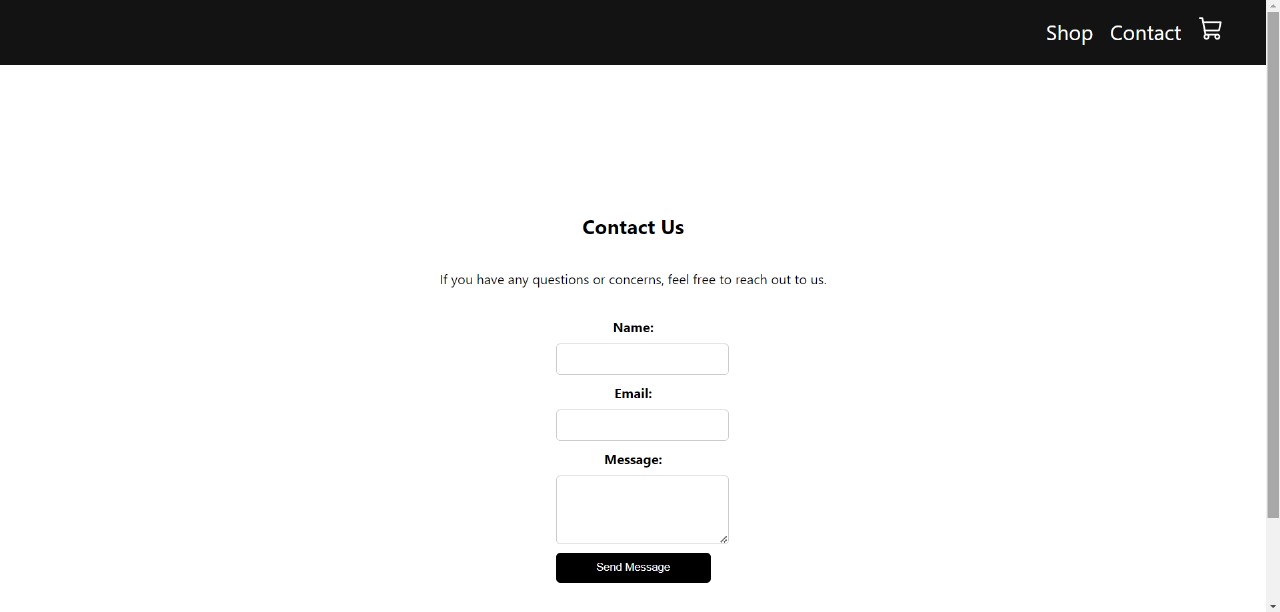 Shop Contact
Contact Us
If you have any questions or concerns, feel free to reach out to us.
Name:
Email:
Message:
Send Message